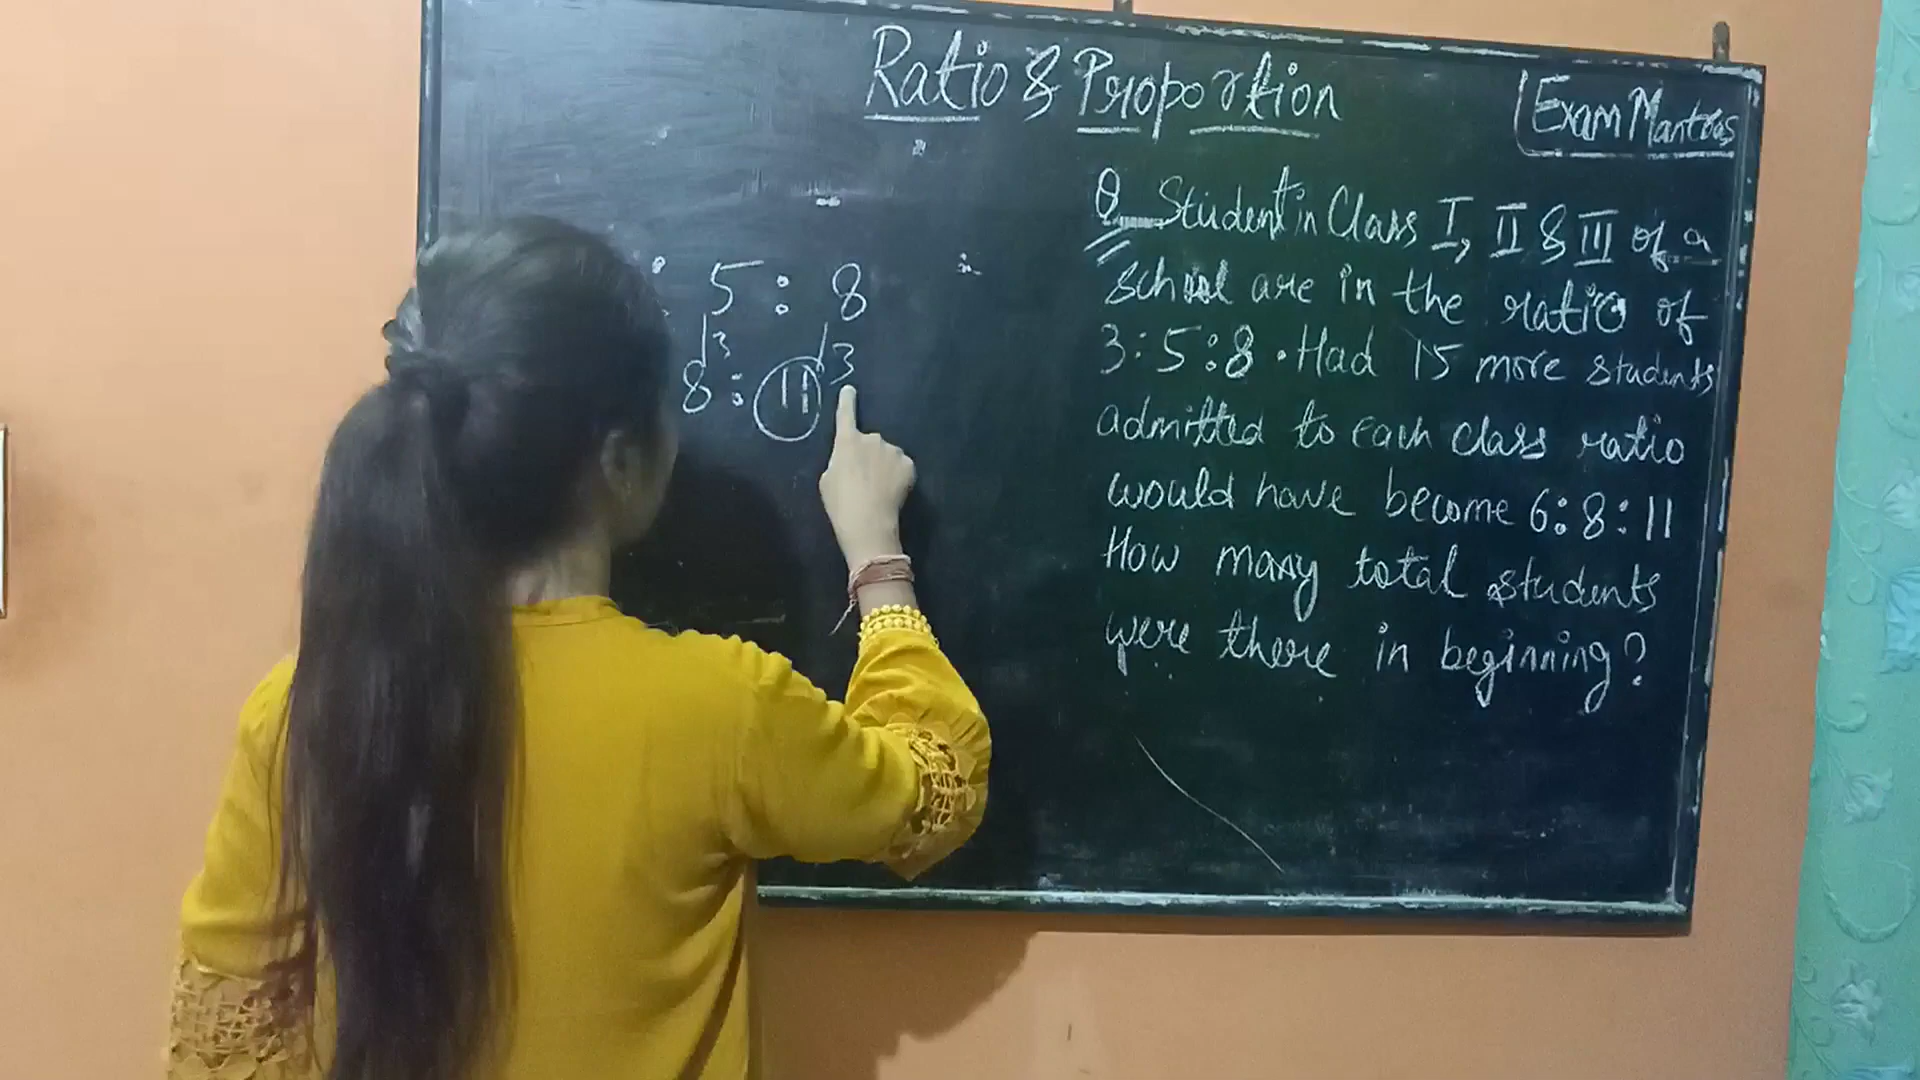 Ratio & Proportion
Exam Mantras
: 5 : 8
3 3
8 : 11
Q Student in Class I, II & III of a
school are in the ratio of
3:5:8. Had 15 more students
admitted to each class ratio
would have become 6:8:11
How many total students
were there in beginning?